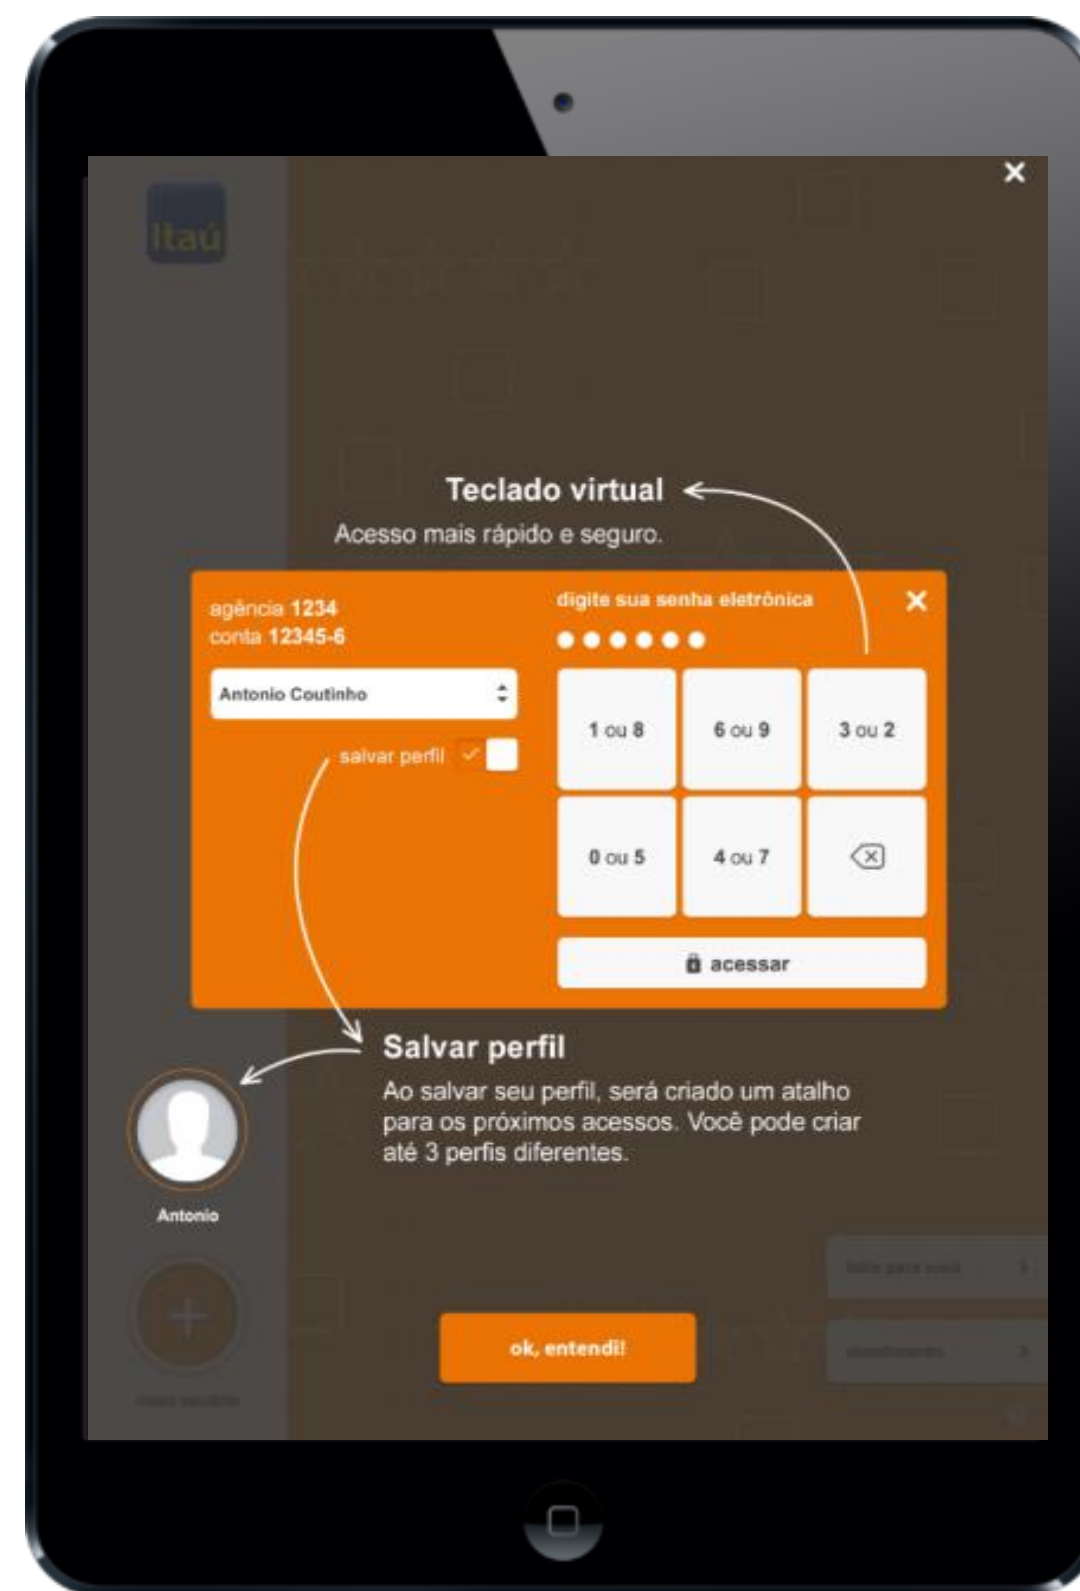 Itaú
Teclado virtual
Acesso mais rápido e seguro.
agência 1234
conta 12345-6
Antonio Coutinho
salvar perfil
digite sua senha eletrônica
1 ou 8
6 ou 9
3 ou 2
0 ou 5
4 ou 7
acessar
Salvar perfil
Ao salvar seu perfil, será criado um atalho
para os próximos acessos. Você pode criar
até 3 perfis diferentes.
Antonio
novo usuário
atendimento
ok, entendi!